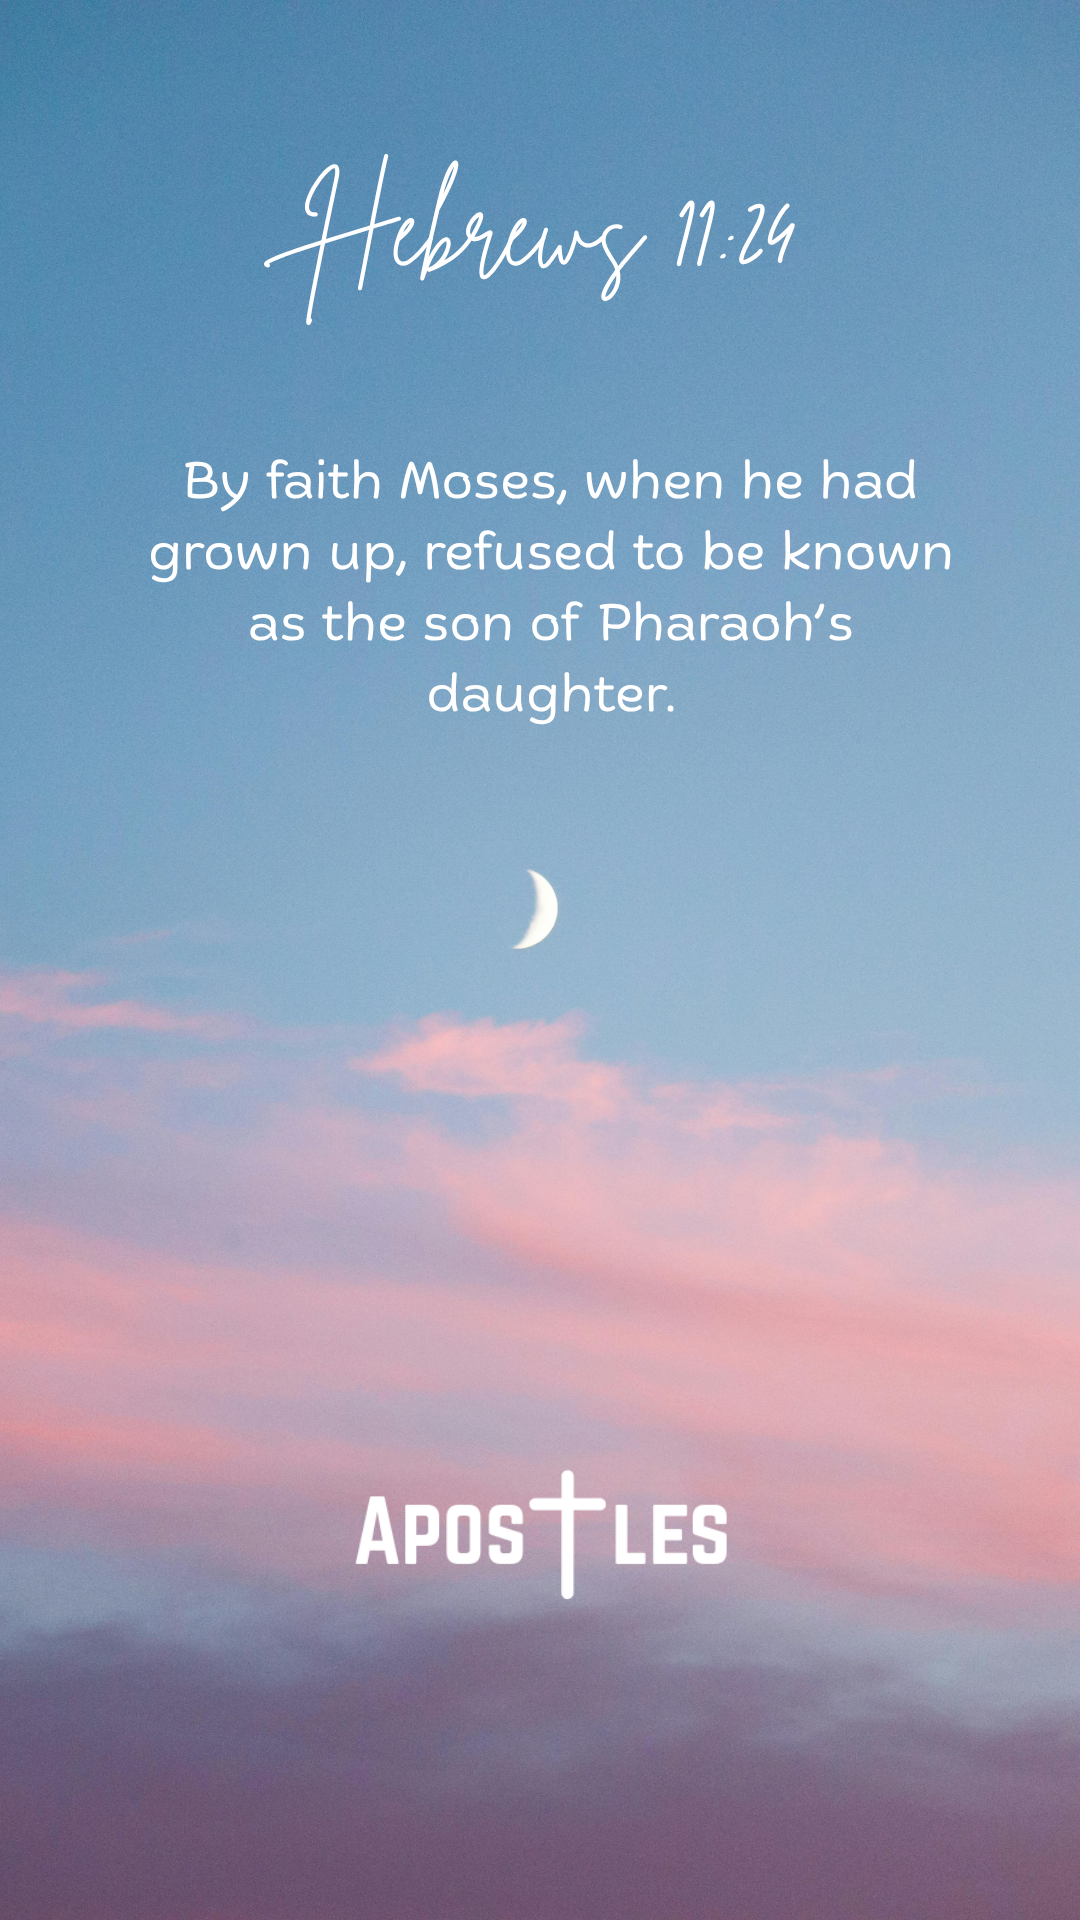 Hebrews 11:24
By faith Moses, when he had
grown up, refused to be known
as the son of Pharaoh’s
daughter.
APOSTLES